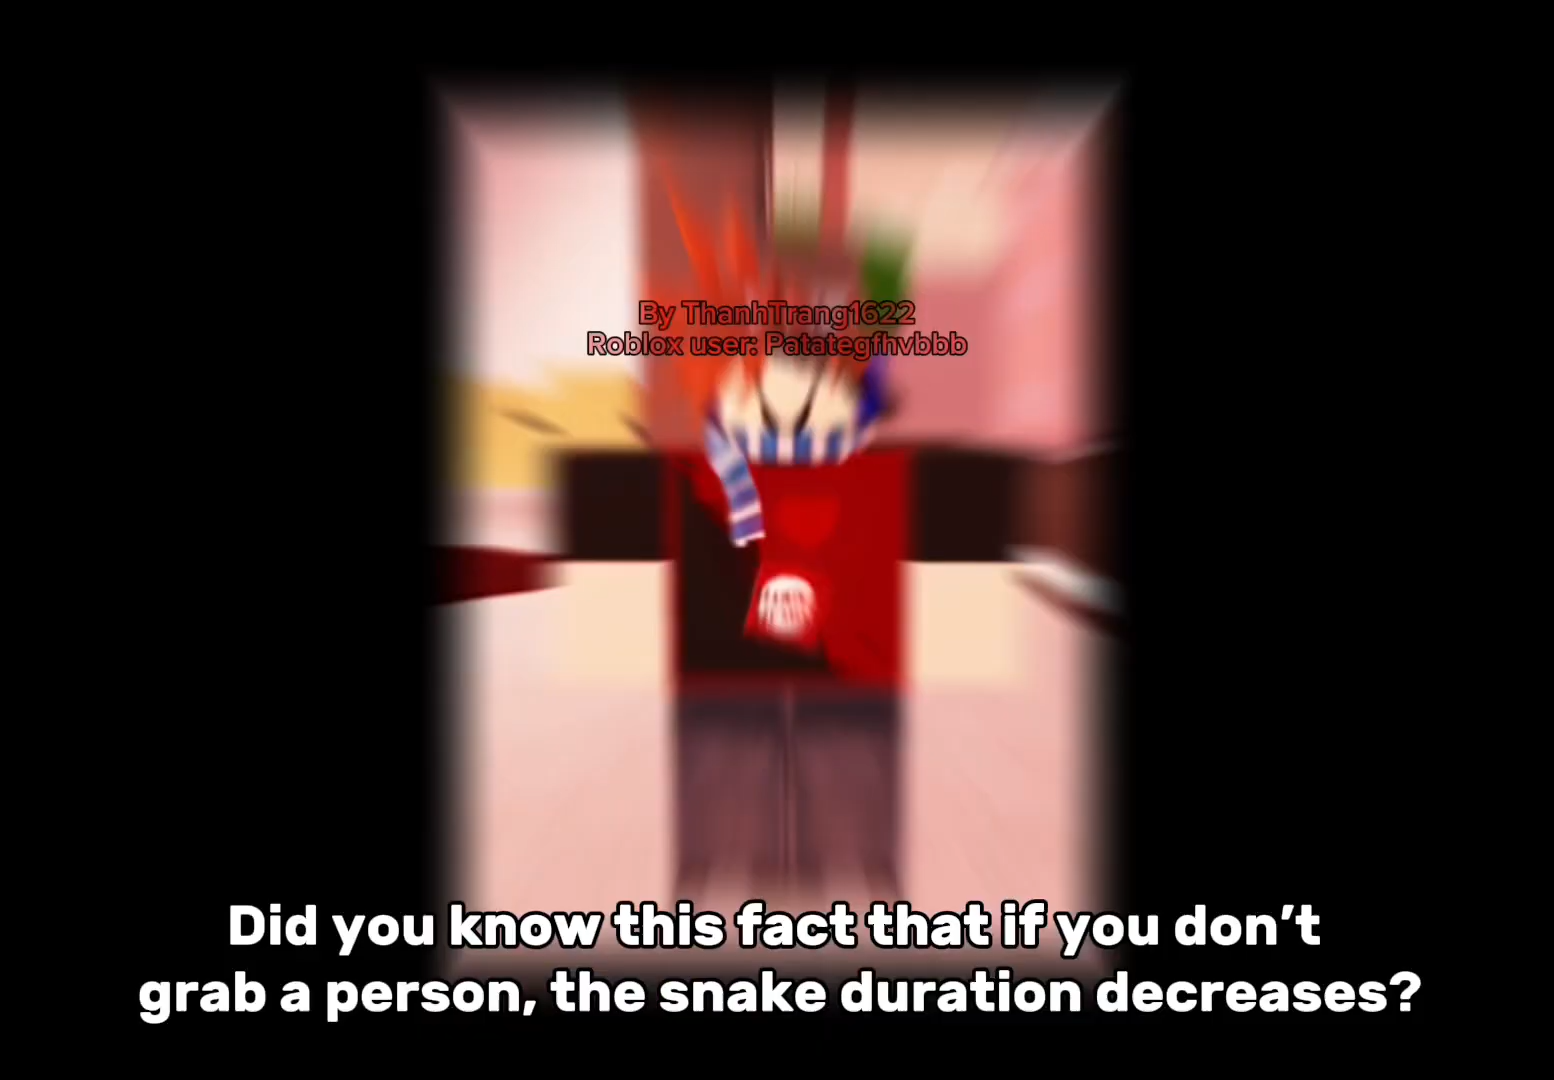 By ThanhTrang1622
Roblox user: Patategfhvbbb
Did you know this fact that if you don't
grab a person, the snake duration decreases?